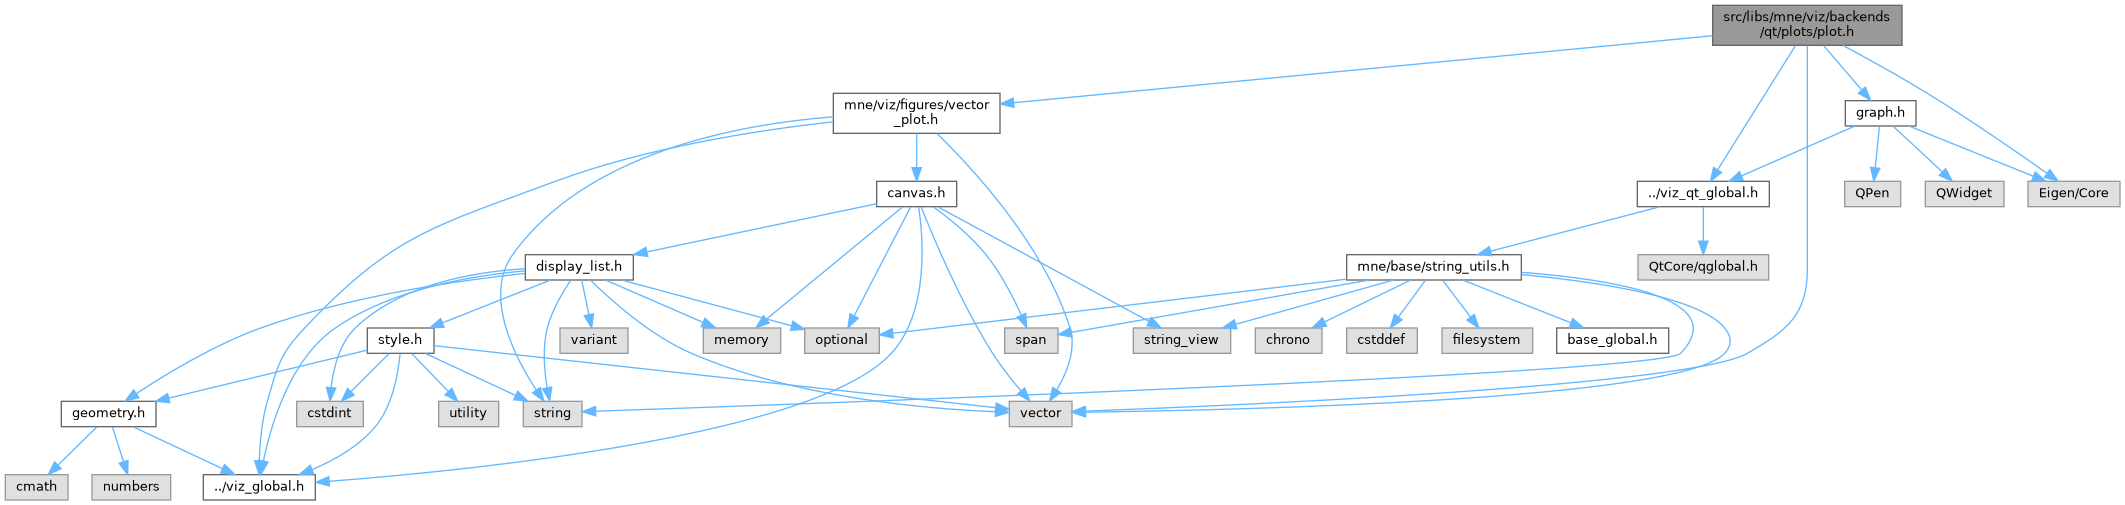 src/libs/mne/viz/backends
/qt/plots/plot.h
mne/viz/figures/vector
_plot.h
graph.h
canvas.h
../viz_qt_global.h
QPen
QWidget
Eigen/Core
display_list.h
mne/base/string_utils.h
QtCore/qglobal.h
style.h
variant
memory
optional
span
string_view
chrono
cstddef
filesystem
base_global.h
geometry.h
cstdint
utility
string
vector
cmath
numbers
../viz_global.h